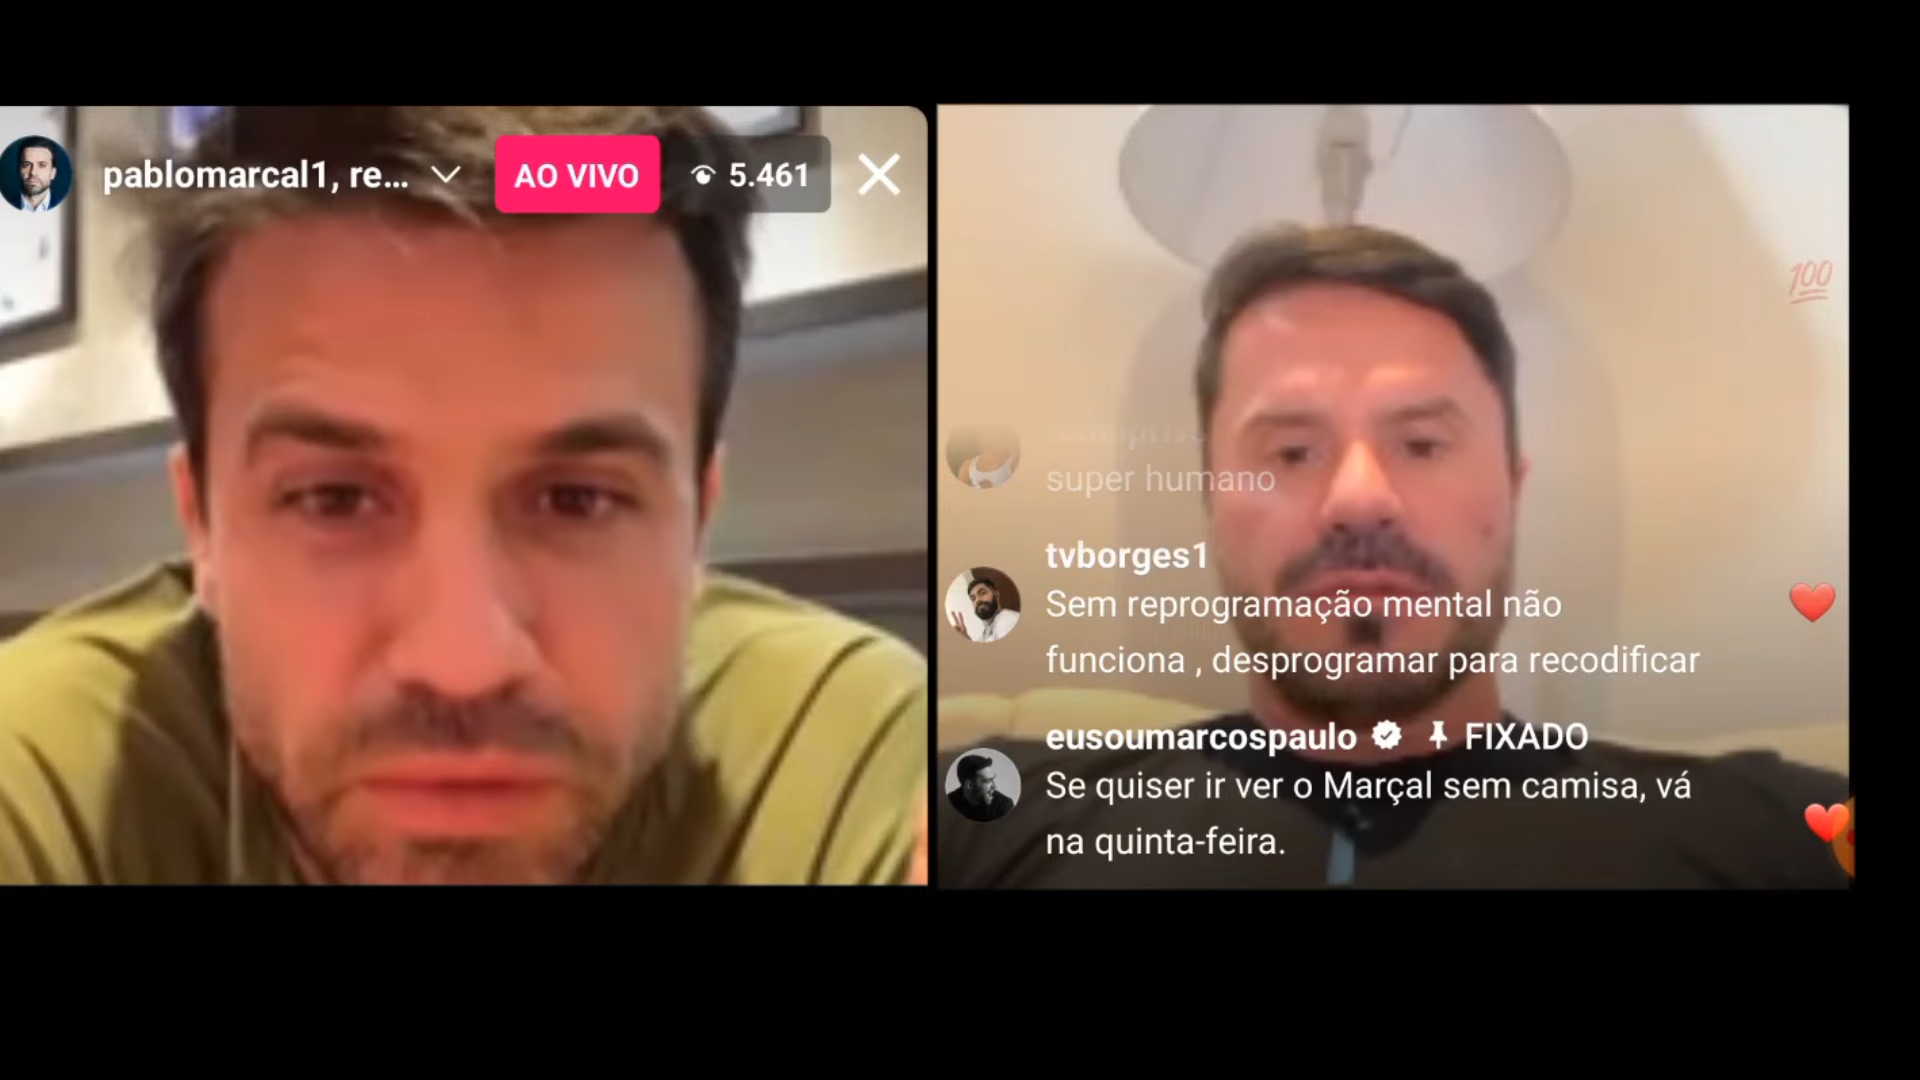 pablomarcal1, re...
AO VIVO
5.461
100
super humano
tvborges1
Sem reprogramação mental não
funciona , desprogramar para recodificar
eusoumarcospaulo FIXADO
Se quiser ir ver o Marçal sem camisa, vá
na quinta-feira.